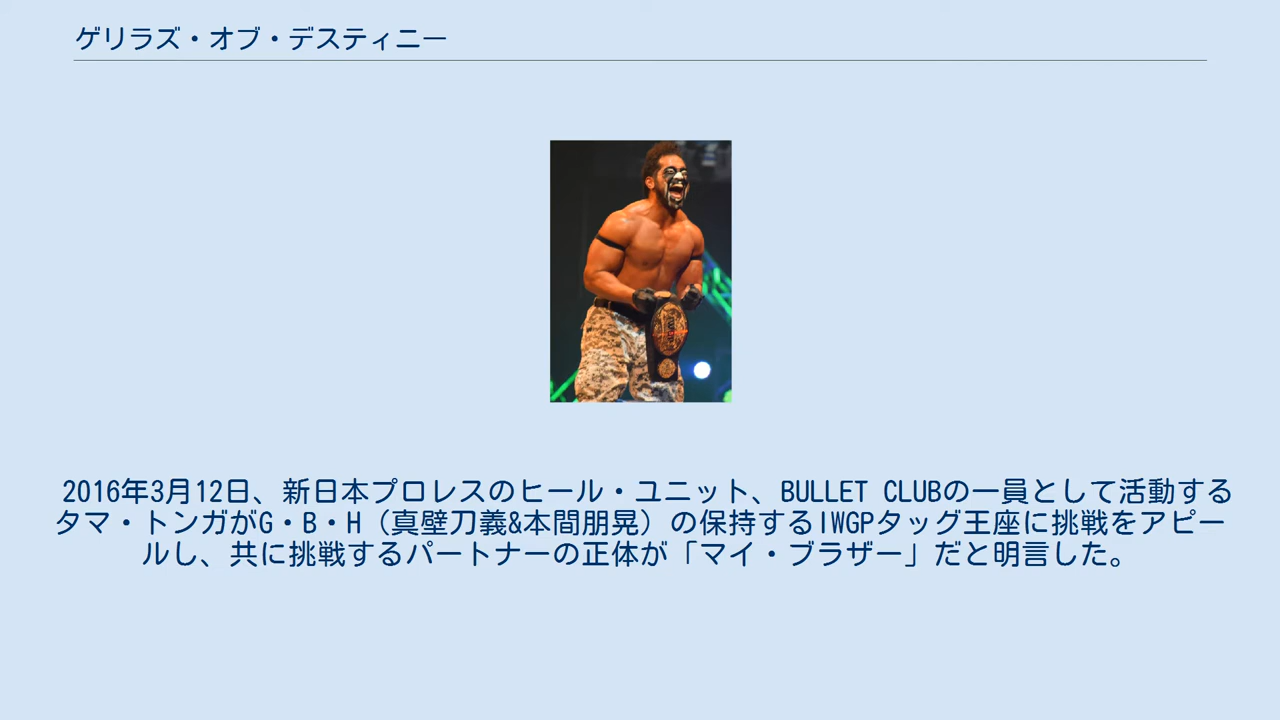 ゲリラズ・オブ・デスティニー
2016年3月12日、新日本プロレスのヒール・ユニット、BULLET CLUBの一員として活動する
タマ・トンガがG・B・H（真壁刀義&本間朋晃）の保持するIWGPタッグ王座に挑戦をアピー
ルし、共に挑戦するパートナーの正体が「マイ・ブラザー」だと明言した。